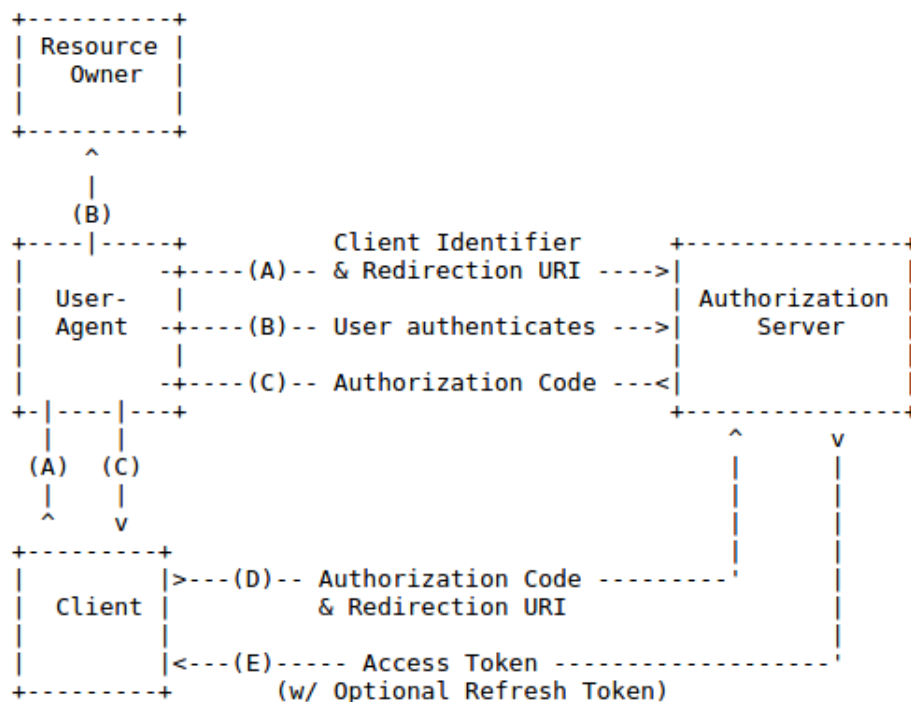 +----------+
| Resource |
|   Owner  |
|          |
+----------+
     ^
     |
    (B)
+----|-----+          Client Identifier      +---------------+
|         -+----(A)-- & Redirection URI ---->|               |
|  User-   |                                 | Authorization |
|  Agent  -+----(B)-- User authenticates --->|     Server    |
|          |                                 |               |
|         -+----(C)-- Authorization Code ---<|               |
+-|----|---+                                 +---------------+
  |    |                                         ^      v
 (A)  (C)                                        |      |
  |    |                                         |      |
  ^    v                                         |      |
+---------+                                      |      |
|         |>---(D)-- Authorization Code ---------'      |
|  Client |          & Redirection URI                  |
|         |                                             |
|         |<---(E)----- Access Token -------------------'
+---------+       (w/ Optional Refresh Token)